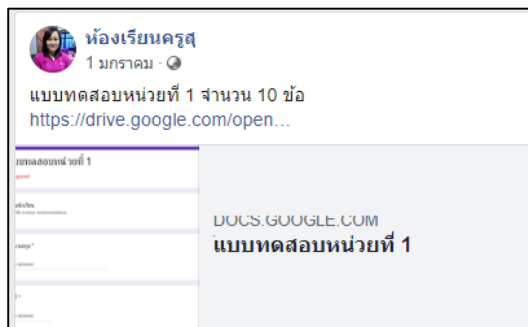 ห้องเรียนครูสุ
1 มกราคม ·
แบบทดสอบหน่วยที่ 1 จำนวน 10 ข้อ
https://drive.google.com/open...
แบบทดสอบหน่วยที่ 1
DOCS.GOOGLE.COM
แบบทดสอบหน่วยที่ 1